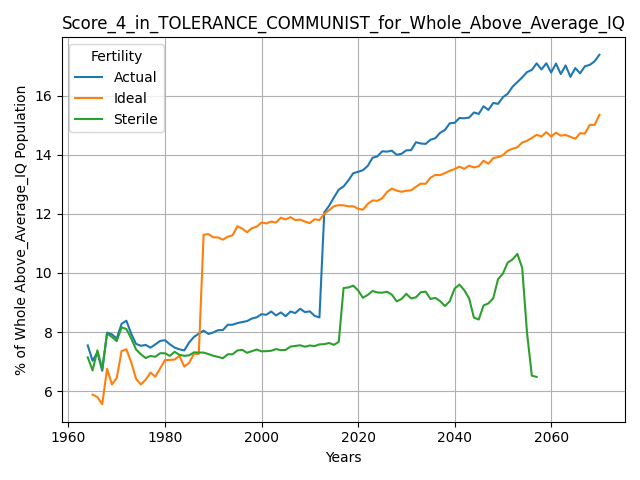 Score_4_in_TOLERANCE_COMMUNIST_for_Whole_Above_Average_IQ
Fertility
Actual
Ideal
Sterile
% of Whole Above_Average_IQ Population
16
14
12
10
8
6
1960 1980 2000 2020 2040 2060
Years